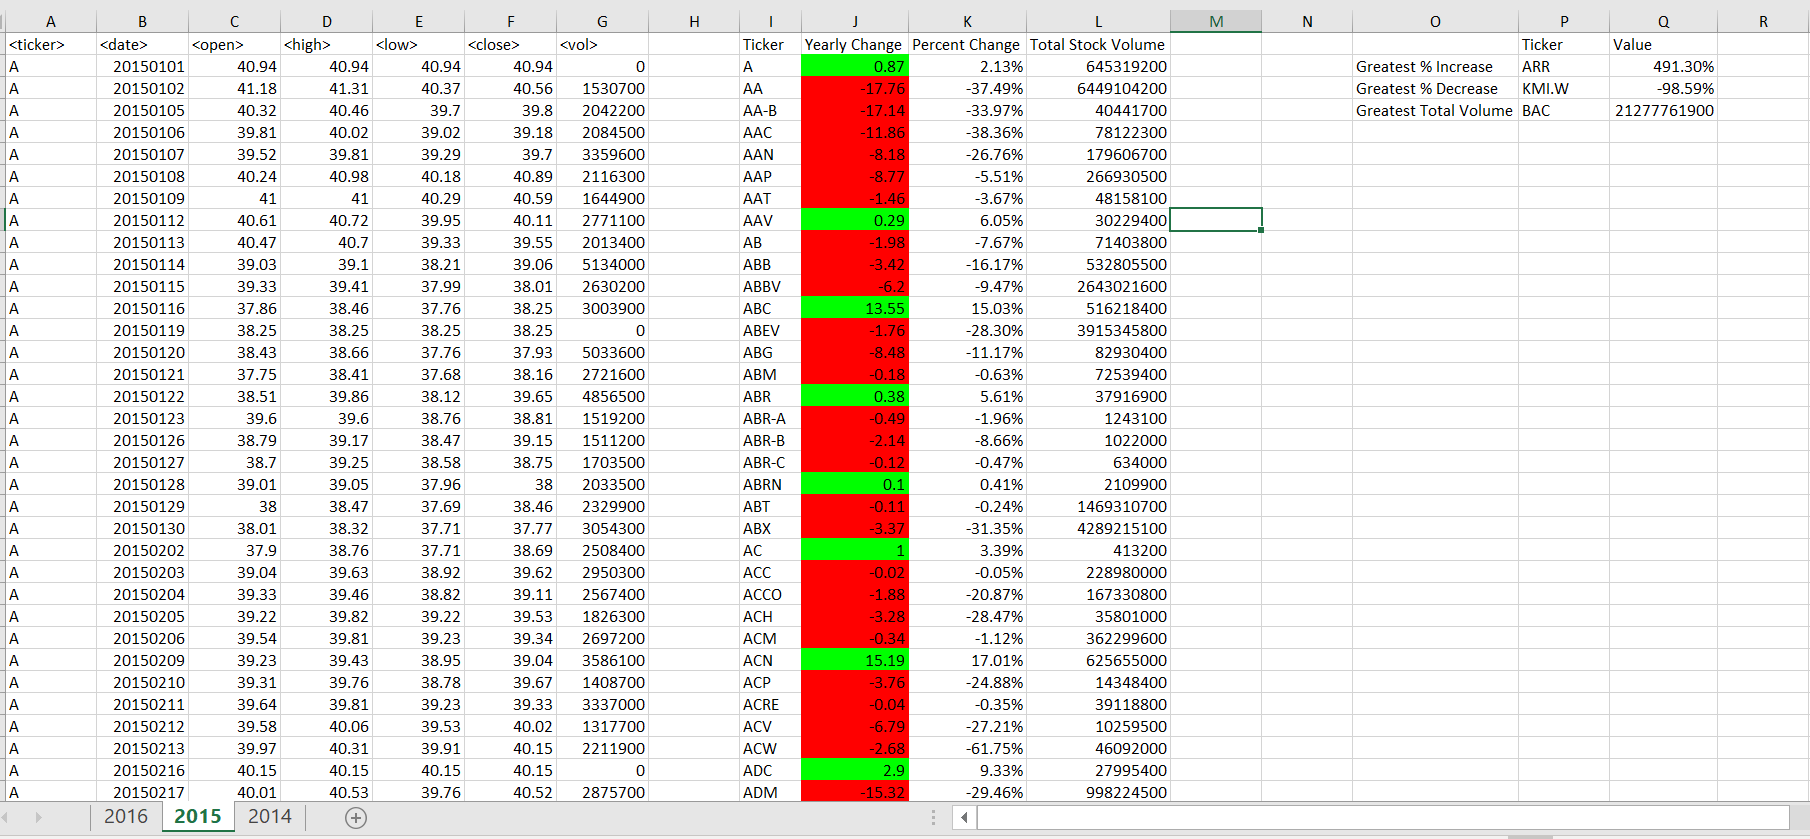 A B C D E F G H I J K L M N O P Q R
<ticker> <date> <open> <high> <low> <close> <vol> Ticker Yearly Change Percent Change Total Stock Volume Ticker Value
A 20150101 40.94 40.94 40.94 40.94 0 A 0.87 2.13% 645319200 Greatest % Increase ARR 491.30%
A 20150102 41.18 41.31 40.37 40.56 1530700 AA -17.76 -37.49% 6449104200 Greatest % Decrease KMI.W -98.59%
A 20150105 40.32 40.46 39.7 39.8 2042200 AA-B -17.14 -33.97% 40441700 Greatest Total Volume BAC 21277761900
A 20150106 39.81 40.02 39.02 39.18 2084500 AAC -11.86 -38.36% 78122300
A 20150107 39.52 39.81 39.29 39.7 3359600 AAN -8.18 -26.76% 179606700
A 20150108 40.24 40.98 40.18 40.89 2116300 AAP -8.77 -5.51% 266930500
A 20150109 41 41 40.29 40.59 1644900 AAT -1.46 -3.67% 48158100
A 20150112 40.61 40.72 39.95 40.11 2771100 AAV 0.29 6.05% 30229400
A 20150113 40.47 40.7 39.33 39.55 2013400 AB -1.98 -7.67% 71403800
A 20150114 39.03 39.1 38.21 39.06 5134000 ABB -3.42 -16.17% 532805500
A 20150115 39.33 39.41 37.99 38.01 2630200 ABBV -6.2 -9.47% 2643021600
A 20150116 37.86 38.46 37.76 38.25 3003900 ABC 13.55 15.03% 516218400
A 20150119 38.25 38.25 38.25 38.25 0 ABEV -1.76 -28.30% 3915345800
A 20150120 38.43 38.66 37.76 37.93 5033600 ABG -8.48 -11.17% 82930400
A 20150121 37.75 38.41 37.68 38.16 2721600 ABM -0.18 -0.63% 72539400
A 20150122 38.51 39.86 38.12 39.65 4856500 ABR 0.38 5.61% 37916900
A 20150123 39.6 39.6 38.76 38.81 1519200 ABR-A -0.49 -1.96% 1243100
A 20150126 38.79 39.17 38.47 39.15 1511200 ABR-B -2.14 -8.66% 1022000
A 20150127 38.7 39.25 38.58 38.75 1703500 ABR-C -0.12 -0.47% 634000
A 20150128 39.01 39.05 37.96 38 2033500 ABRN 0.1 0.41% 2109900
A 20150129 38 38.47 37.69 38.46 2329900 ABT -0.11 -0.24% 1469310700
A 20150130 38.01 38.32 37.71 37.77 3054300 ABX -3.37 -31.35% 4289215100
A 20150202 37.9 38.76 37.71 38.69 2508400 AC 1 3.39% 413200
A 20150203 39.04 39.63 38.92 39.62 2950300 ACC -0.02 -0.05% 228980000
A 20150204 39.33 39.46 38.82 39.11 2567400 ACCO -1.88 -20.87% 167330800
A 20150205 39.22 39.82 39.22 39.53 1826300 ACH -3.28 -28.47% 35801000
A 20150206 39.54 39.81 39.23 39.34 2697200 ACM -0.34 -1.12% 362299600
A 20150209 39.23 39.43 38.95 39.04 3586100 ACN 15.19 17.01% 625655000
A 20150210 39.31 39.76 38.78 39.67 1408700 ACP -3.76 -24.88% 14348400
A 20150211 39.64 39.81 39.23 39.33 3337000 ACRE -0.04 -0.35% 39118800
A 20150212 39.58 40.06 39.53 40.02 1317700 ACV -6.79 -27.21% 10259500
A 20150213 39.97 40.31 39.91 40.15 2211900 ACW -2.68 -61.75% 46092000
A 20150216 40.15 40.15 40.15 40.15 0 ADC 2.9 9.33% 27995400
A 20150217 40.01 40.53 39.76 40.52 2875700 ADM -15.32 -29.46% 998224500
2016 2015 2014